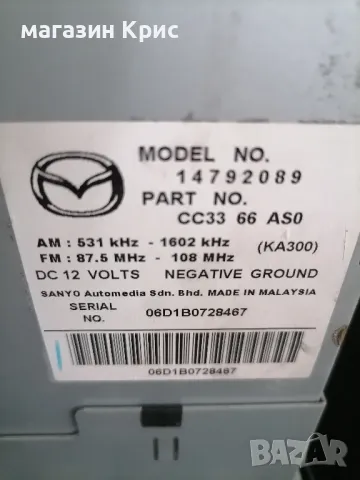 магазин Крис
MODEL NO.
14792089
PART NO.
CC33 66 AS0
AM : 531 kHz - 1602 kHz
FM : 87.5 MHz - 108 MHz
(KA300)
DC 12 VOLTS NEGATIVE GROUND
SANYO Automedia Sdn. Bhd. MADE IN MALAYSIA
SERIAL
NO.
06D1B0728467
06D1B0728467
BAZAR